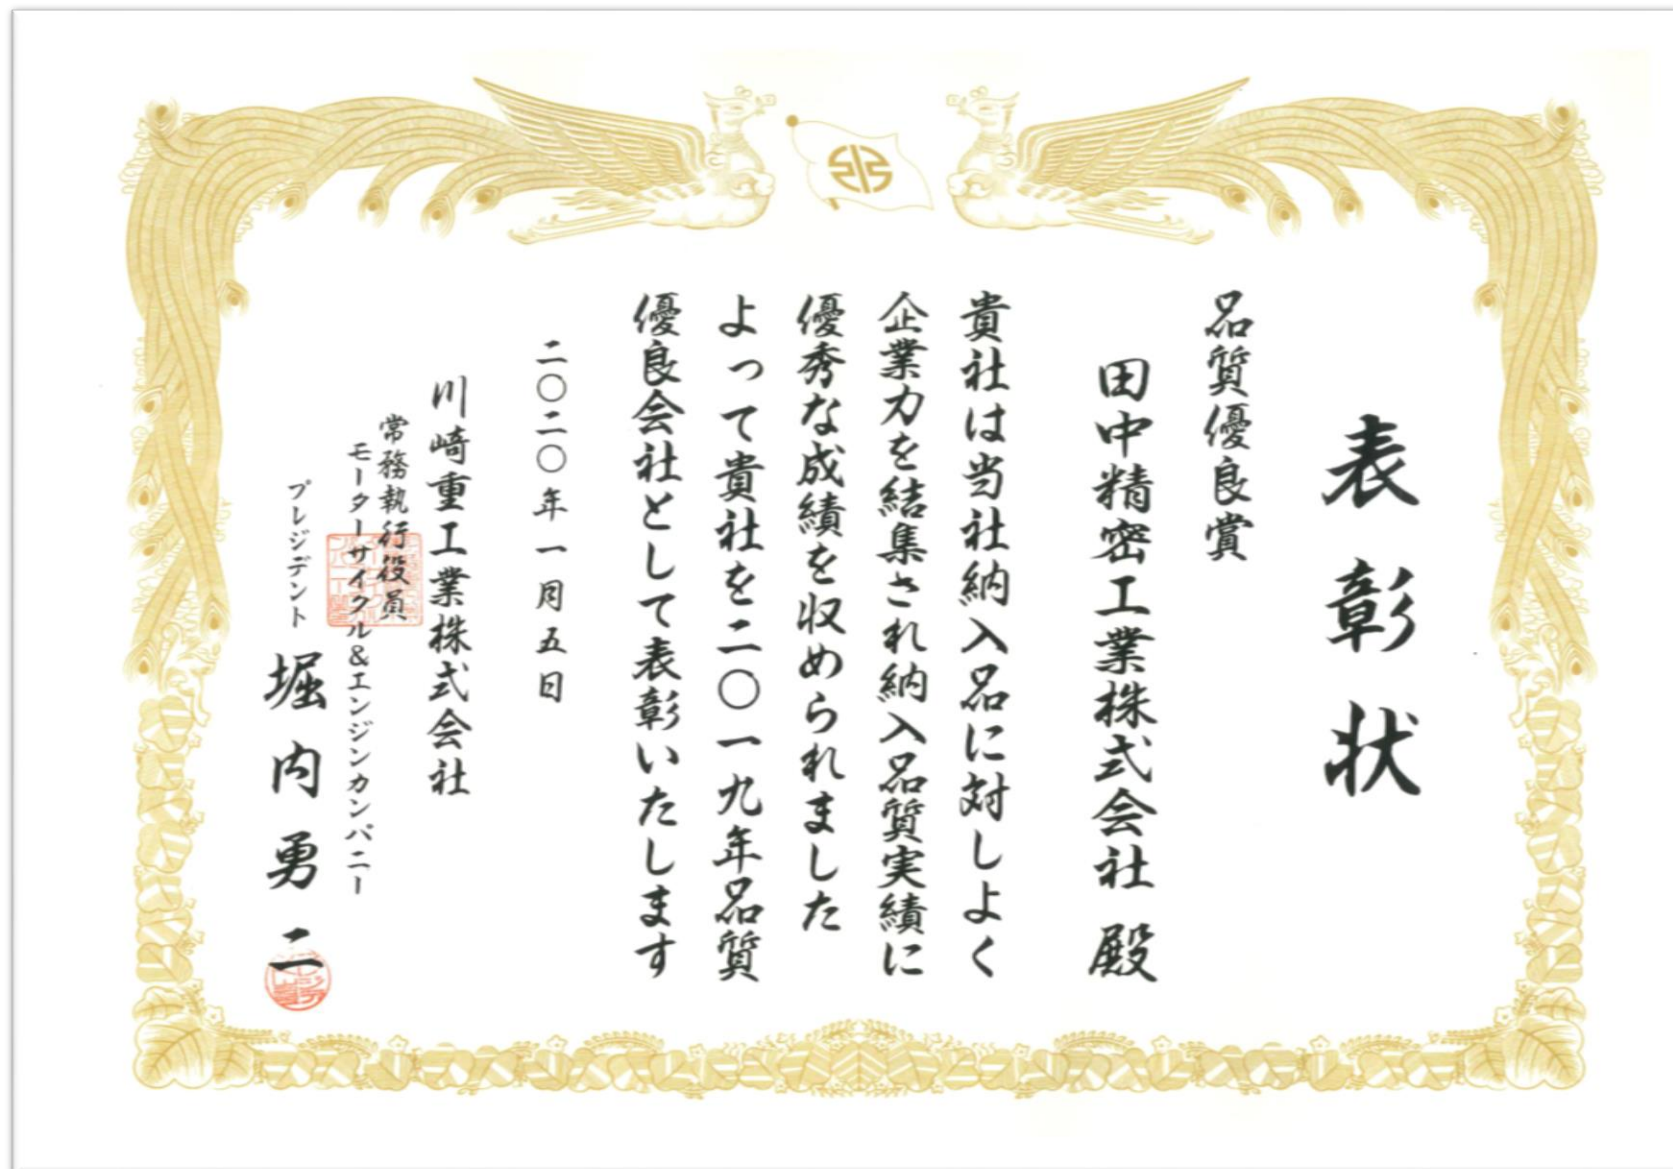 表彰状
品質優良賞
田中精密工業株式会社 殿
貴社は当社納入品に対しよく
企業力を結集され納入品質実績に
優秀な成績を収められました
よって貴社を二〇一九年品質
優良会社として表彰いたします
二〇二〇年一月五日
川崎重工業株式会社
常務執行役員
モーターサイクル&エンジンカンパニー
プレジデント 堀内勇二